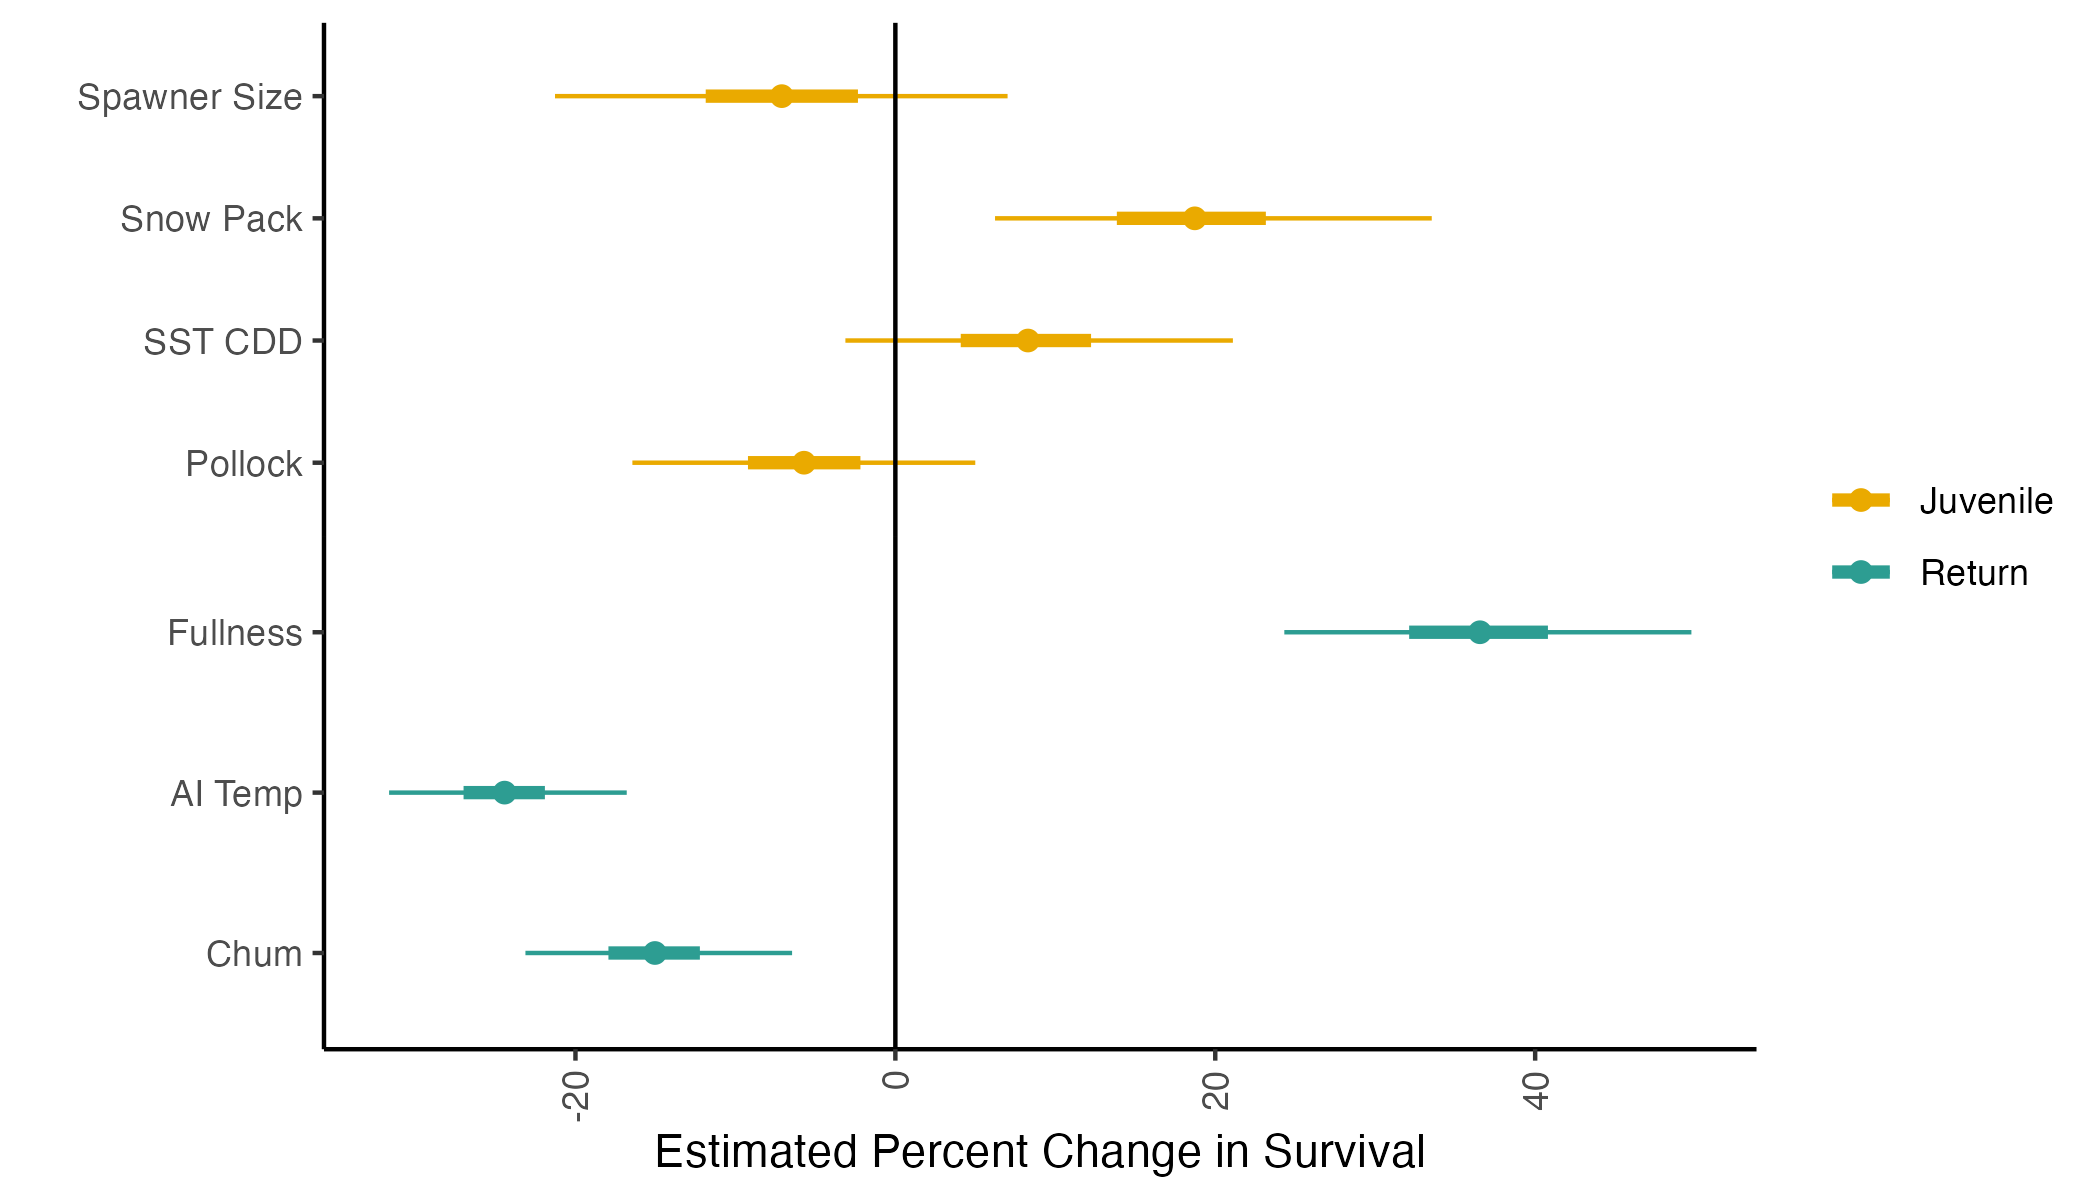 Spawner Size
Snow Pack
SST CDD
Pollock
Fullness
AI Temp
Chum
-20
0
20
40
Estimated Percent Change in Survival
Juvenile
Return